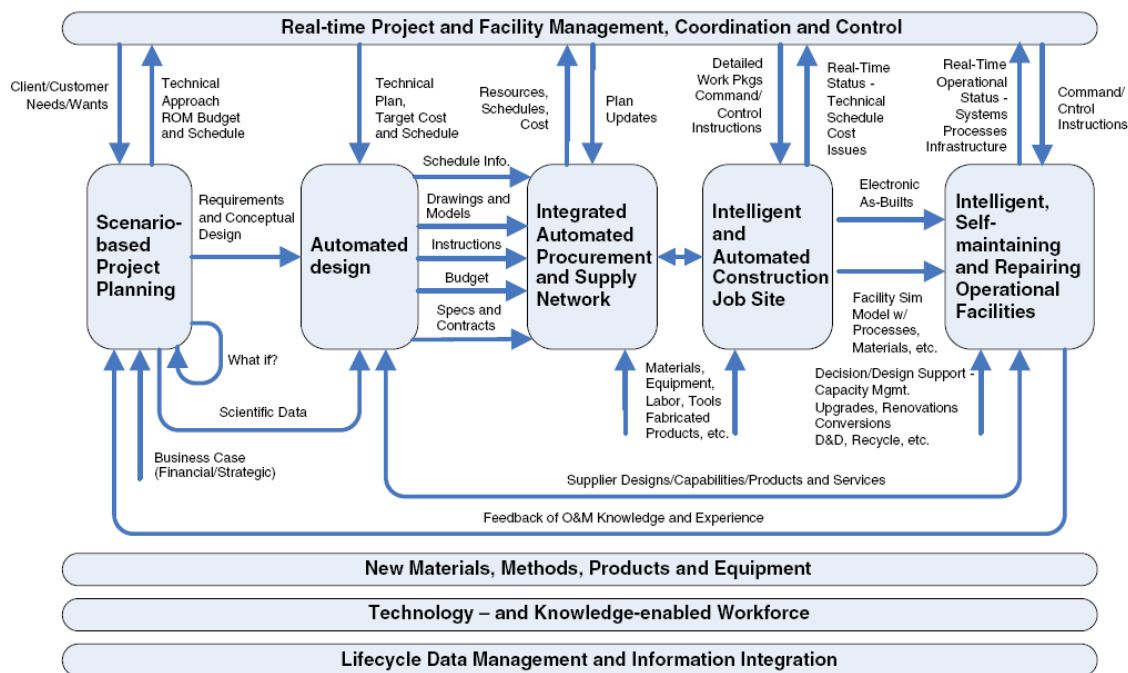 Real-time Project and Facility Management, Coordination and Control
Client/Customer
Needs/Wants
Technical
Approach
ROM Budget
and Schedule
Technical
Plan,
Target Cost
and Schedule
Resources,
Schedules,
Cost
Plan
Updates
Detailed
Work Pkgs
Command/
Control
Instructions
Real-Time
Status -
Technical
Schedule
Cost
Issues
Real-Time
Operational
Status -
Systems
Processes
Infrastructure
Command/
Cntrol
Instructions
Scenario-
based
Project
Planning
Requirements
and Conceptual
Design
Automated
design
Schedule Info.
Drawings and
Models
Instructions
Budget
Specs and
Contracts
Integrated
Automated
Procurement
and Supply
Network
Intelligent
and
Automated
Construction
Job Site
Electronic
As-Builts
Facility Sim
Model w/
Processes,
Materials, etc.
Intelligent,
Self-
maintaining
and Repairing
Operational
Facilities
What if?
Scientific Data
Business Case
(Financial/Strategic)
Materials,
Equipment,
Labor, Tools
Fabricated
Products, etc.
Decision/Design Support -
Capacity Mgmt.
Upgrades, Renovations
Conversions
D&D, Recycle, etc.
Supplier Designs/Capabilities/Products and Services
Feedback of O&M Knowledge and Experience
New Materials, Methods, Products and Equipment
Technology – and Knowledge-enabled Workforce
Lifecycle Data Management and Information Integration